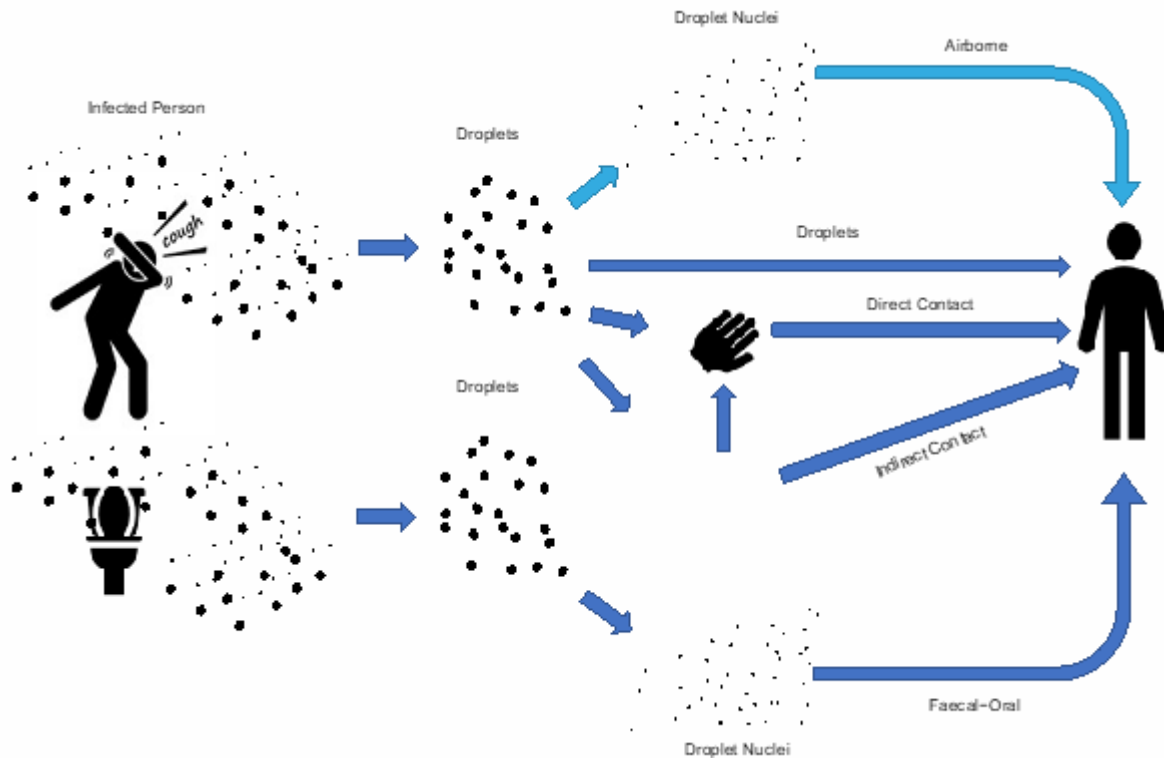 Droplet Nuclei
Airborne
Infected Person
Droplets
cough
Droplets
Direct Contact
Droplets
Indirect Contact
Faecal-Oral
Droplet Nuclei